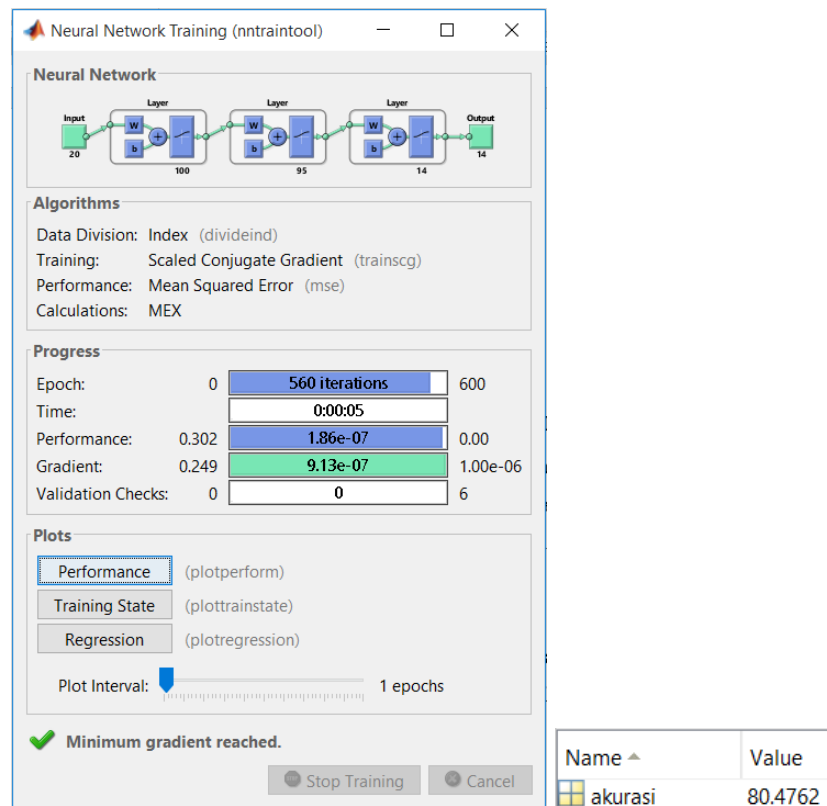 Neural Network Training (nntraintool)
Neural Network
Layer Layer Layer
Input Output
W W W
b b b
20 14
100 95 14
Algorithms
Data Division: Index (divideind)
Training: Scaled Conjugate Gradient (trainscg)
Performance: Mean Squared Error (mse)
Calculations: MEX
Progress
Epoch: 0 560 iterations 600
Time: 0:00:05
Performance: 0.302 1.86e-07 0.00
Gradient: 0.249 9.13e-07 1.00e-06
Validation Checks: 0 0 6
Plots
Performance (plotperform)
Training State (plottrainstate)
Regression (plotregression)
Plot Interval: 1 epochs
Minimum gradient reached.
Stop Training Cancel
Name Value
akurasi 80.4762